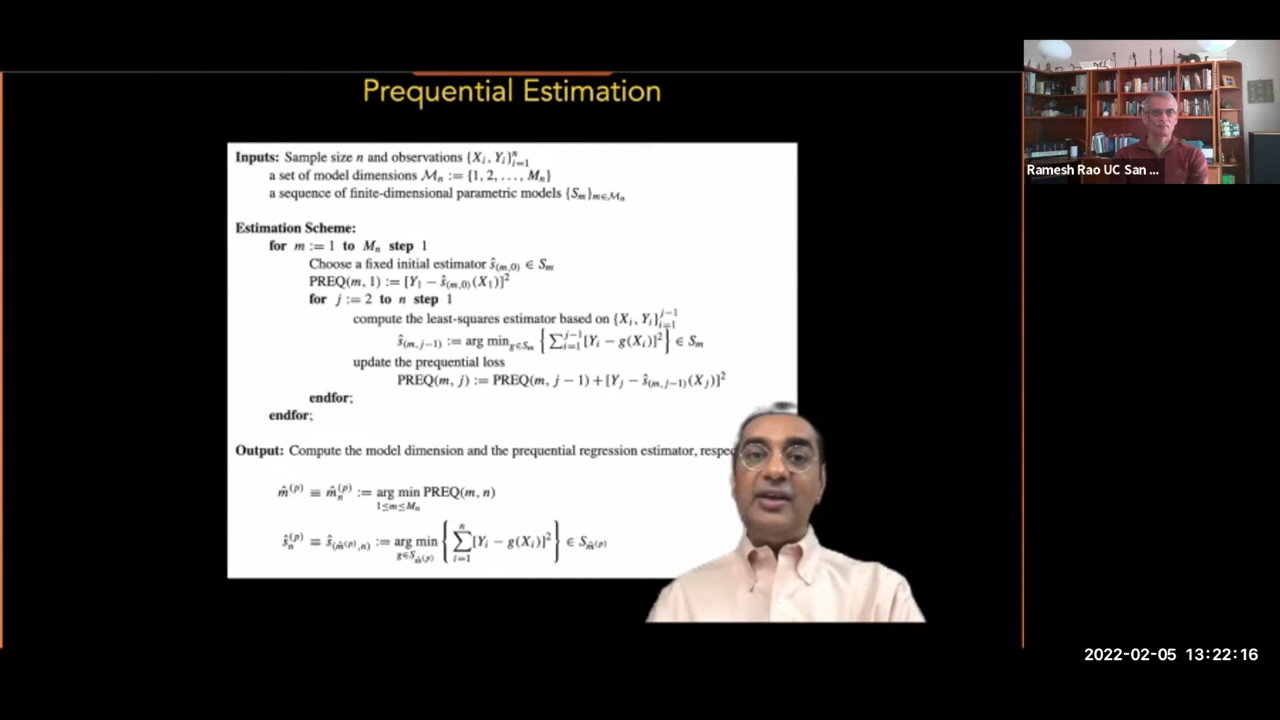 Prequential Estimation
Inputs: Sample size n and observations {X_i, Y_i}_{i=1}^n
a set of model dimensions ℳ_n := {1, 2, …, M_n}
a sequence of finite-dimensional parametric models {S_m}_{m∈ℳ_n}
Estimation Scheme:
for m := 1 to M_n step 1
Choose a fixed initial estimator ŝ_{(m,0)} ∈ S_m
PREQ(m, 1) := [Y_1 − ŝ_{(m,0)}(X_1)]^2
for j := 2 to n step 1
compute the least-squares estimator based on {X_i, Y_i}_{i=1}^{j−1}
ŝ_{(m,j−1)} := arg min_{g∈S_m} { ∑_{i=1}^{j−1} [Y_i − g(X_i)]^2 } ∈ S_m
update the prequential loss
PREQ(m, j) := PREQ(m, j − 1) + [Y_j − ŝ_{(m,j−1)}(X_j)]^2
endfor;
endfor;
Output: Compute the model dimension and the prequential regression estimator,
m̂^{(p)} ≡ m̂_n^{(p)} := arg min_{1≤m≤M_n} PREQ(m, n)
ŝ_n^{(p)} ≡ ŝ_{(m̂^{(p)},n)} := arg min_{g∈S_{m̂^{(p)}}} { ∑_{i=1}^n [Y_i − g(X_i)]^2 } ∈ S_{m̂^{(p)}}
Ramesh Rao UC San ...
2022-02-05 13:22:16